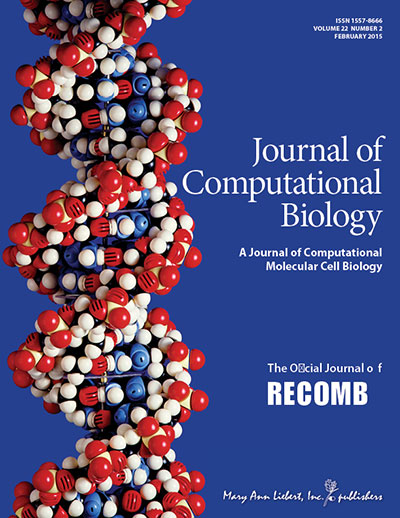 ISSN 1557-8666
VOLUME 22 NUMBER 2
FEBRUARY 2015
Journal of
Computational
Biology
A Journal of Computational
Molecular Cell Biology
The O☒cial Journal o f
RECOMB
Mary Ann Liebert, Inc. publishers